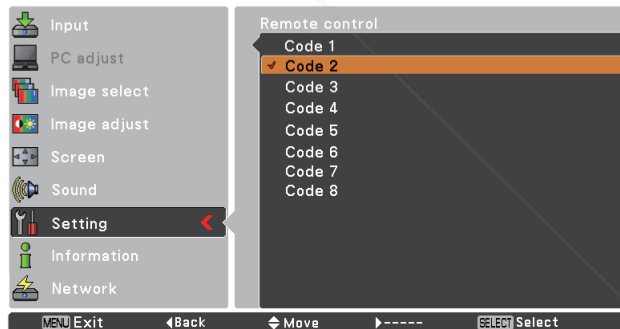 Input
PC adjust
Image select
Image adjust
Screen
Sound
Setting
Information
Network
Remote control
Code 1
Code 2
Code 3
Code 4
Code 5
Code 6
Code 7
Code 8
MENU Exit ◀Back Move ▶----- SELECT Select